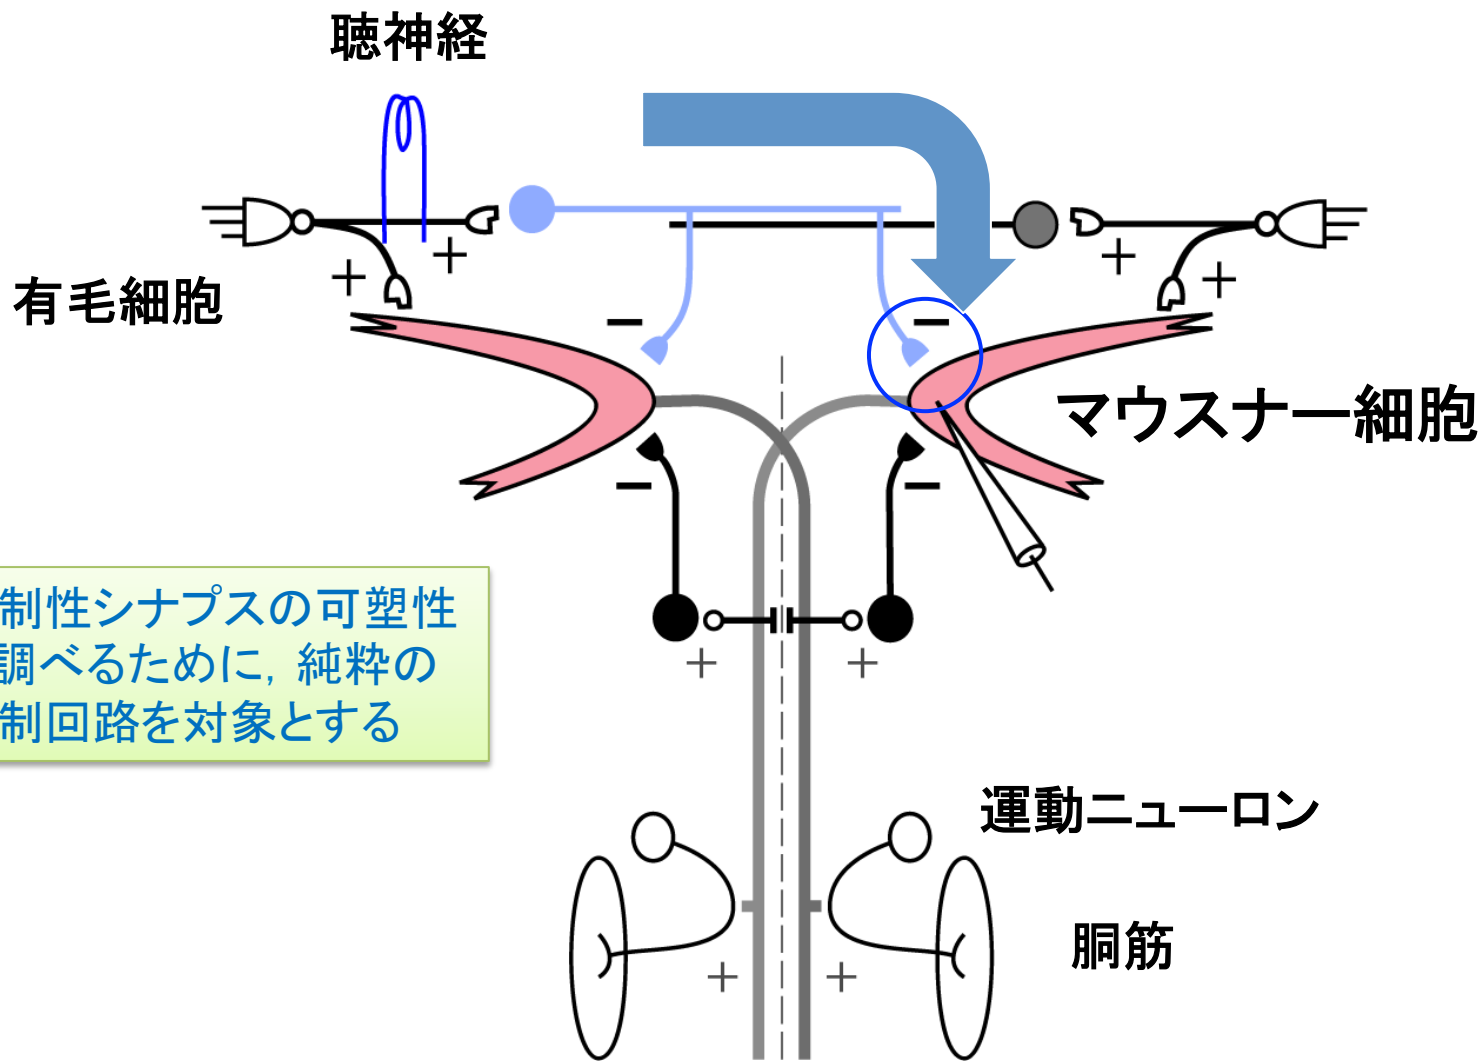 聴神経
+
+
+
+
有毛細胞
−
−
マウスナー細胞
−
−
制性シナプスの可塑性
調べるために，純粋の
制回路を対象とする
+
+
運動ニューロン
胴筋
+
+